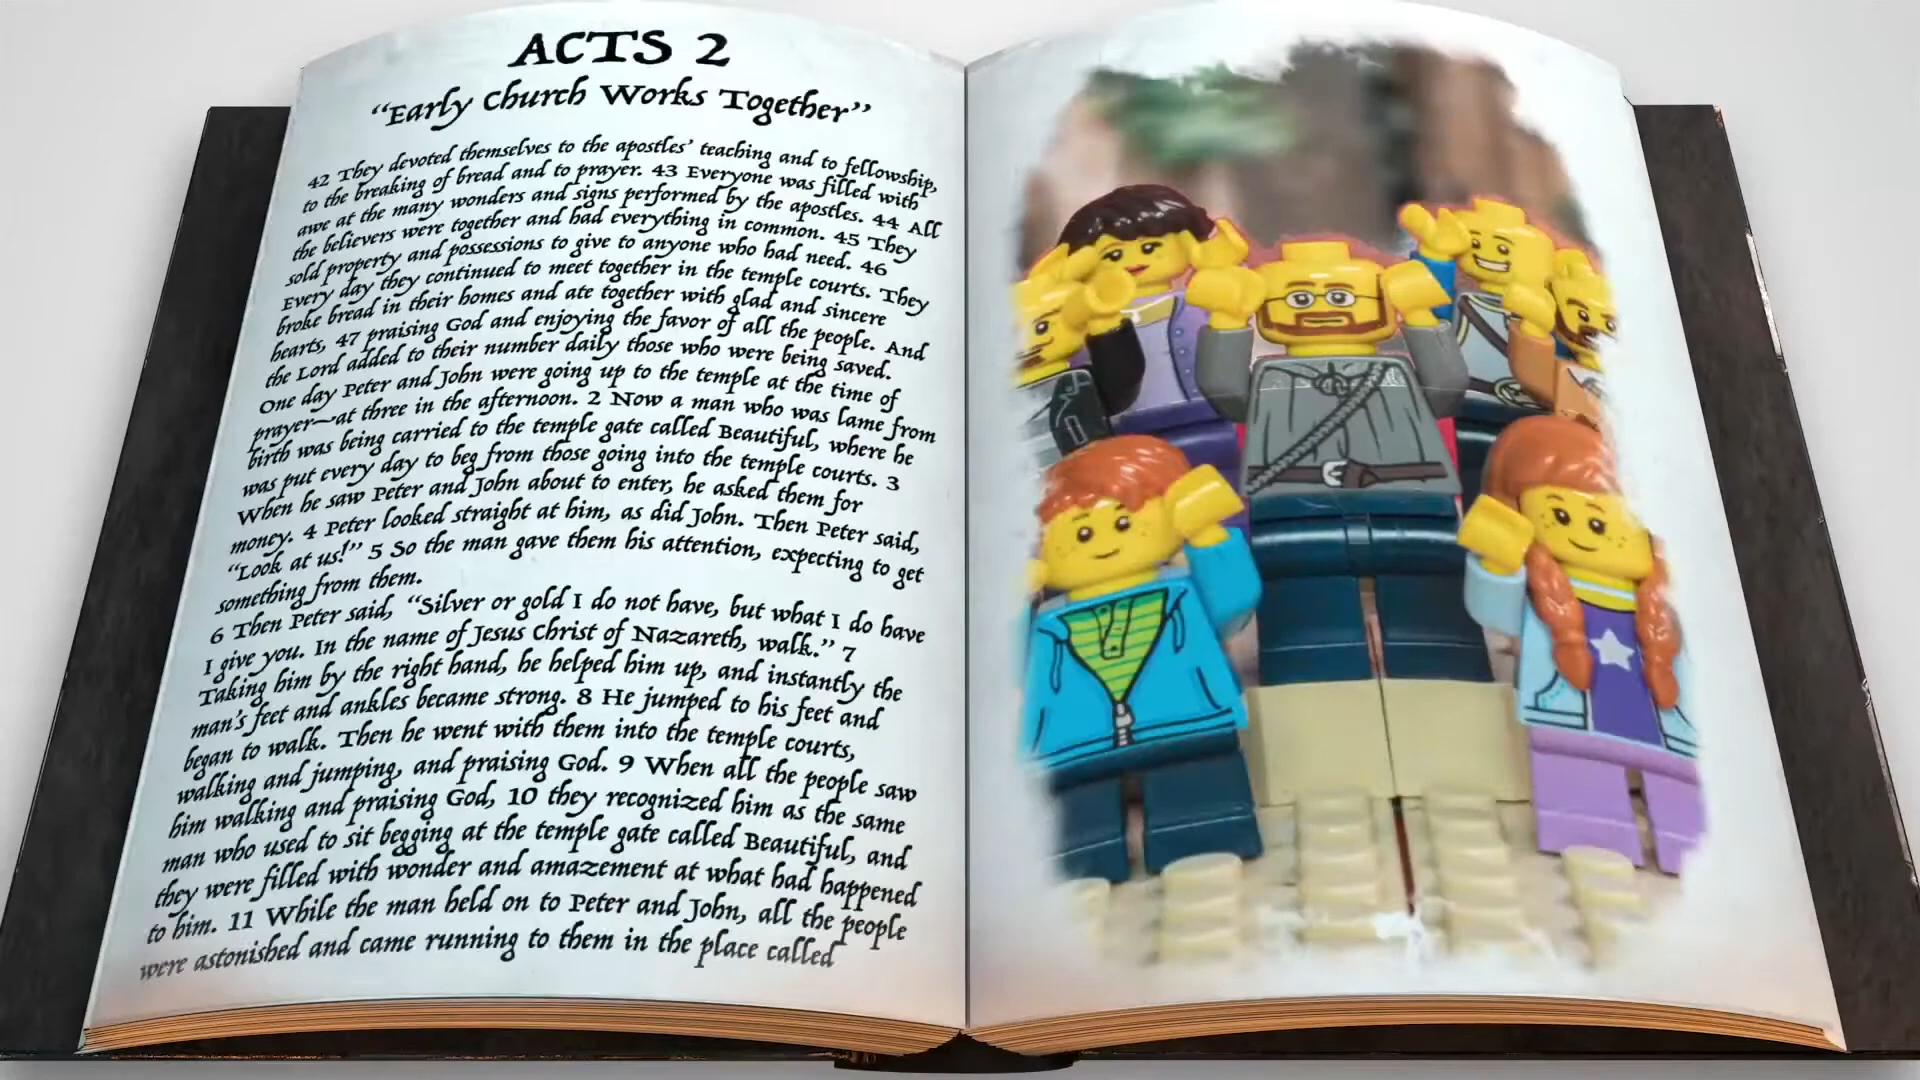 ACTS 2
“Early Church Works Together”
42 They devoted themselves to the apostles’ teaching and to fellowship,
to the breaking of bread and to prayer. 43 Everyone was filled with
awe at the many wonders and signs performed by the apostles. 44 All
the believers were together and had everything in common. 45 They
sold property and possessions to give to anyone who had need. 46
Every day they continued to meet together in the temple courts. They
broke bread in their homes and ate together with glad and sincere
hearts, 47 praising God and enjoying the favor of all the people. And
the Lord added to their number daily those who were being saved.
One day Peter and John were going up to the temple at the time of
prayer—at three in the afternoon. 2 Now a man who was lame from
birth was being carried to the temple gate called Beautiful, where he
was put every day to beg from those going into the temple courts. 3
When he saw Peter and John about to enter, he asked them for
money. 4 Peter looked straight at him, as did John. Then Peter said,
“Look at us!” 5 So the man gave them his attention, expecting to get
something from them.
6 Then Peter said, “Silver or gold I do not have, but what I do have
I give you. In the name of Jesus Christ of Nazareth, walk.” 7
Taking him by the right hand, he helped him up, and instantly the
man’s feet and ankles became strong. 8 He jumped to his feet and
began to walk. Then he went with them into the temple courts,
walking and jumping, and praising God. 9 When all the people saw
him walking and praising God, 10 they recognized him as the same
man who used to sit begging at the temple gate called Beautiful, and
they were filled with wonder and amazement at what had happened
to him. 11 While the man held on to Peter and John, all the people
were astonished and came running to them in the place called